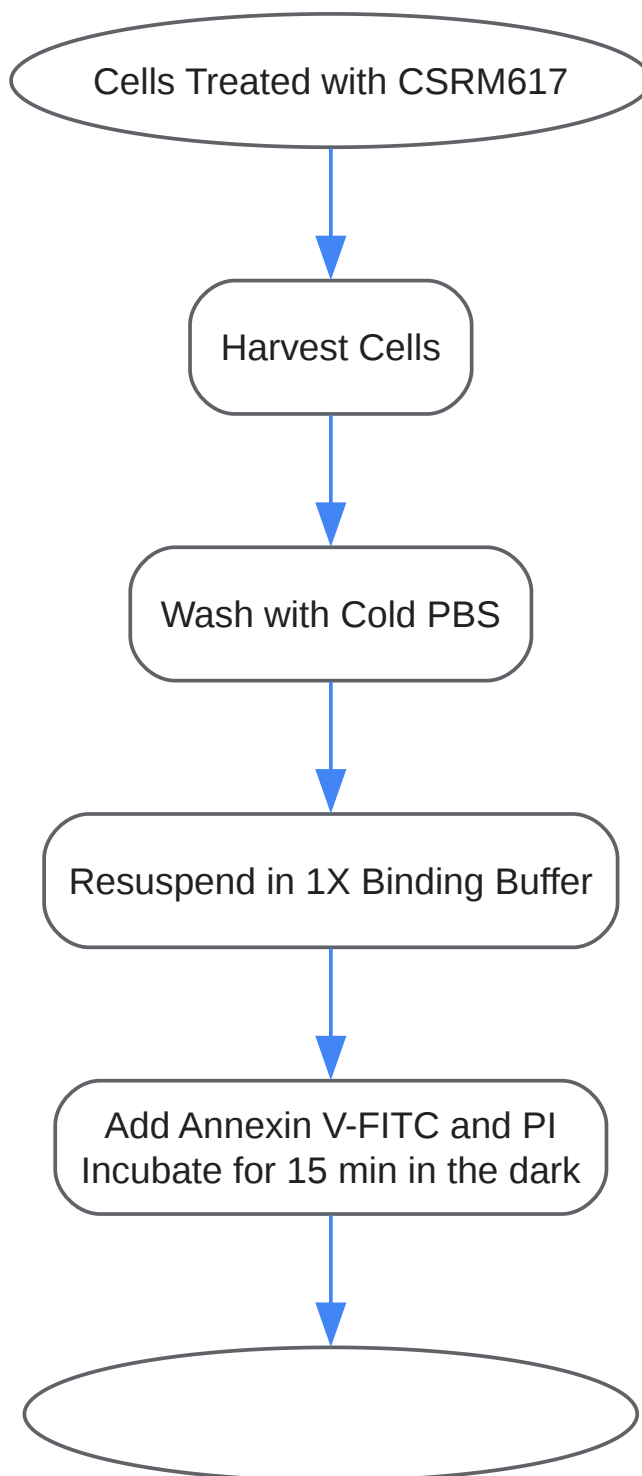 Cells Treated with CSRM617
Harvest Cells
Wash with Cold PBS
Resuspend in 1X Binding Buffer
Add Annexin V-FITC and PI
Incubate for 15 min in the dark